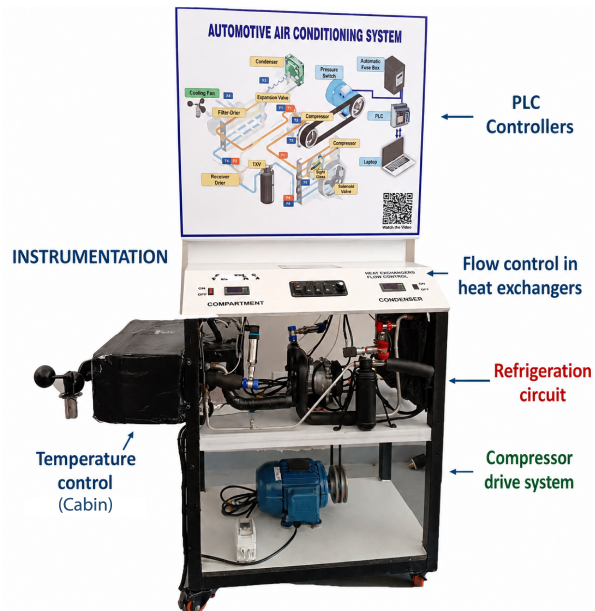 AUTOMOTIVE AIR CONDITIONING SYSTEM
Condenser
Cooling Fan
Expansion Valve
Filter-Drier
Pressure
Switch
Automatic
Fuse Box
Compressor
PLC
Compressor
TXV
Receiver
Drier
Sight
Glass
Solenoid
Valve
Laptop
Watch the Video
PLC
Controllers
INSTRUMENTATION
Flow control in
heat exchangers
HEAT EXCHANGERS
FLOW CONTROL
ON
OFF
COMPARTMENT
ON
OFF
CONDENSER
Refrigeration
circuit
Temperature
control
(Cabin)
Compressor
drive system